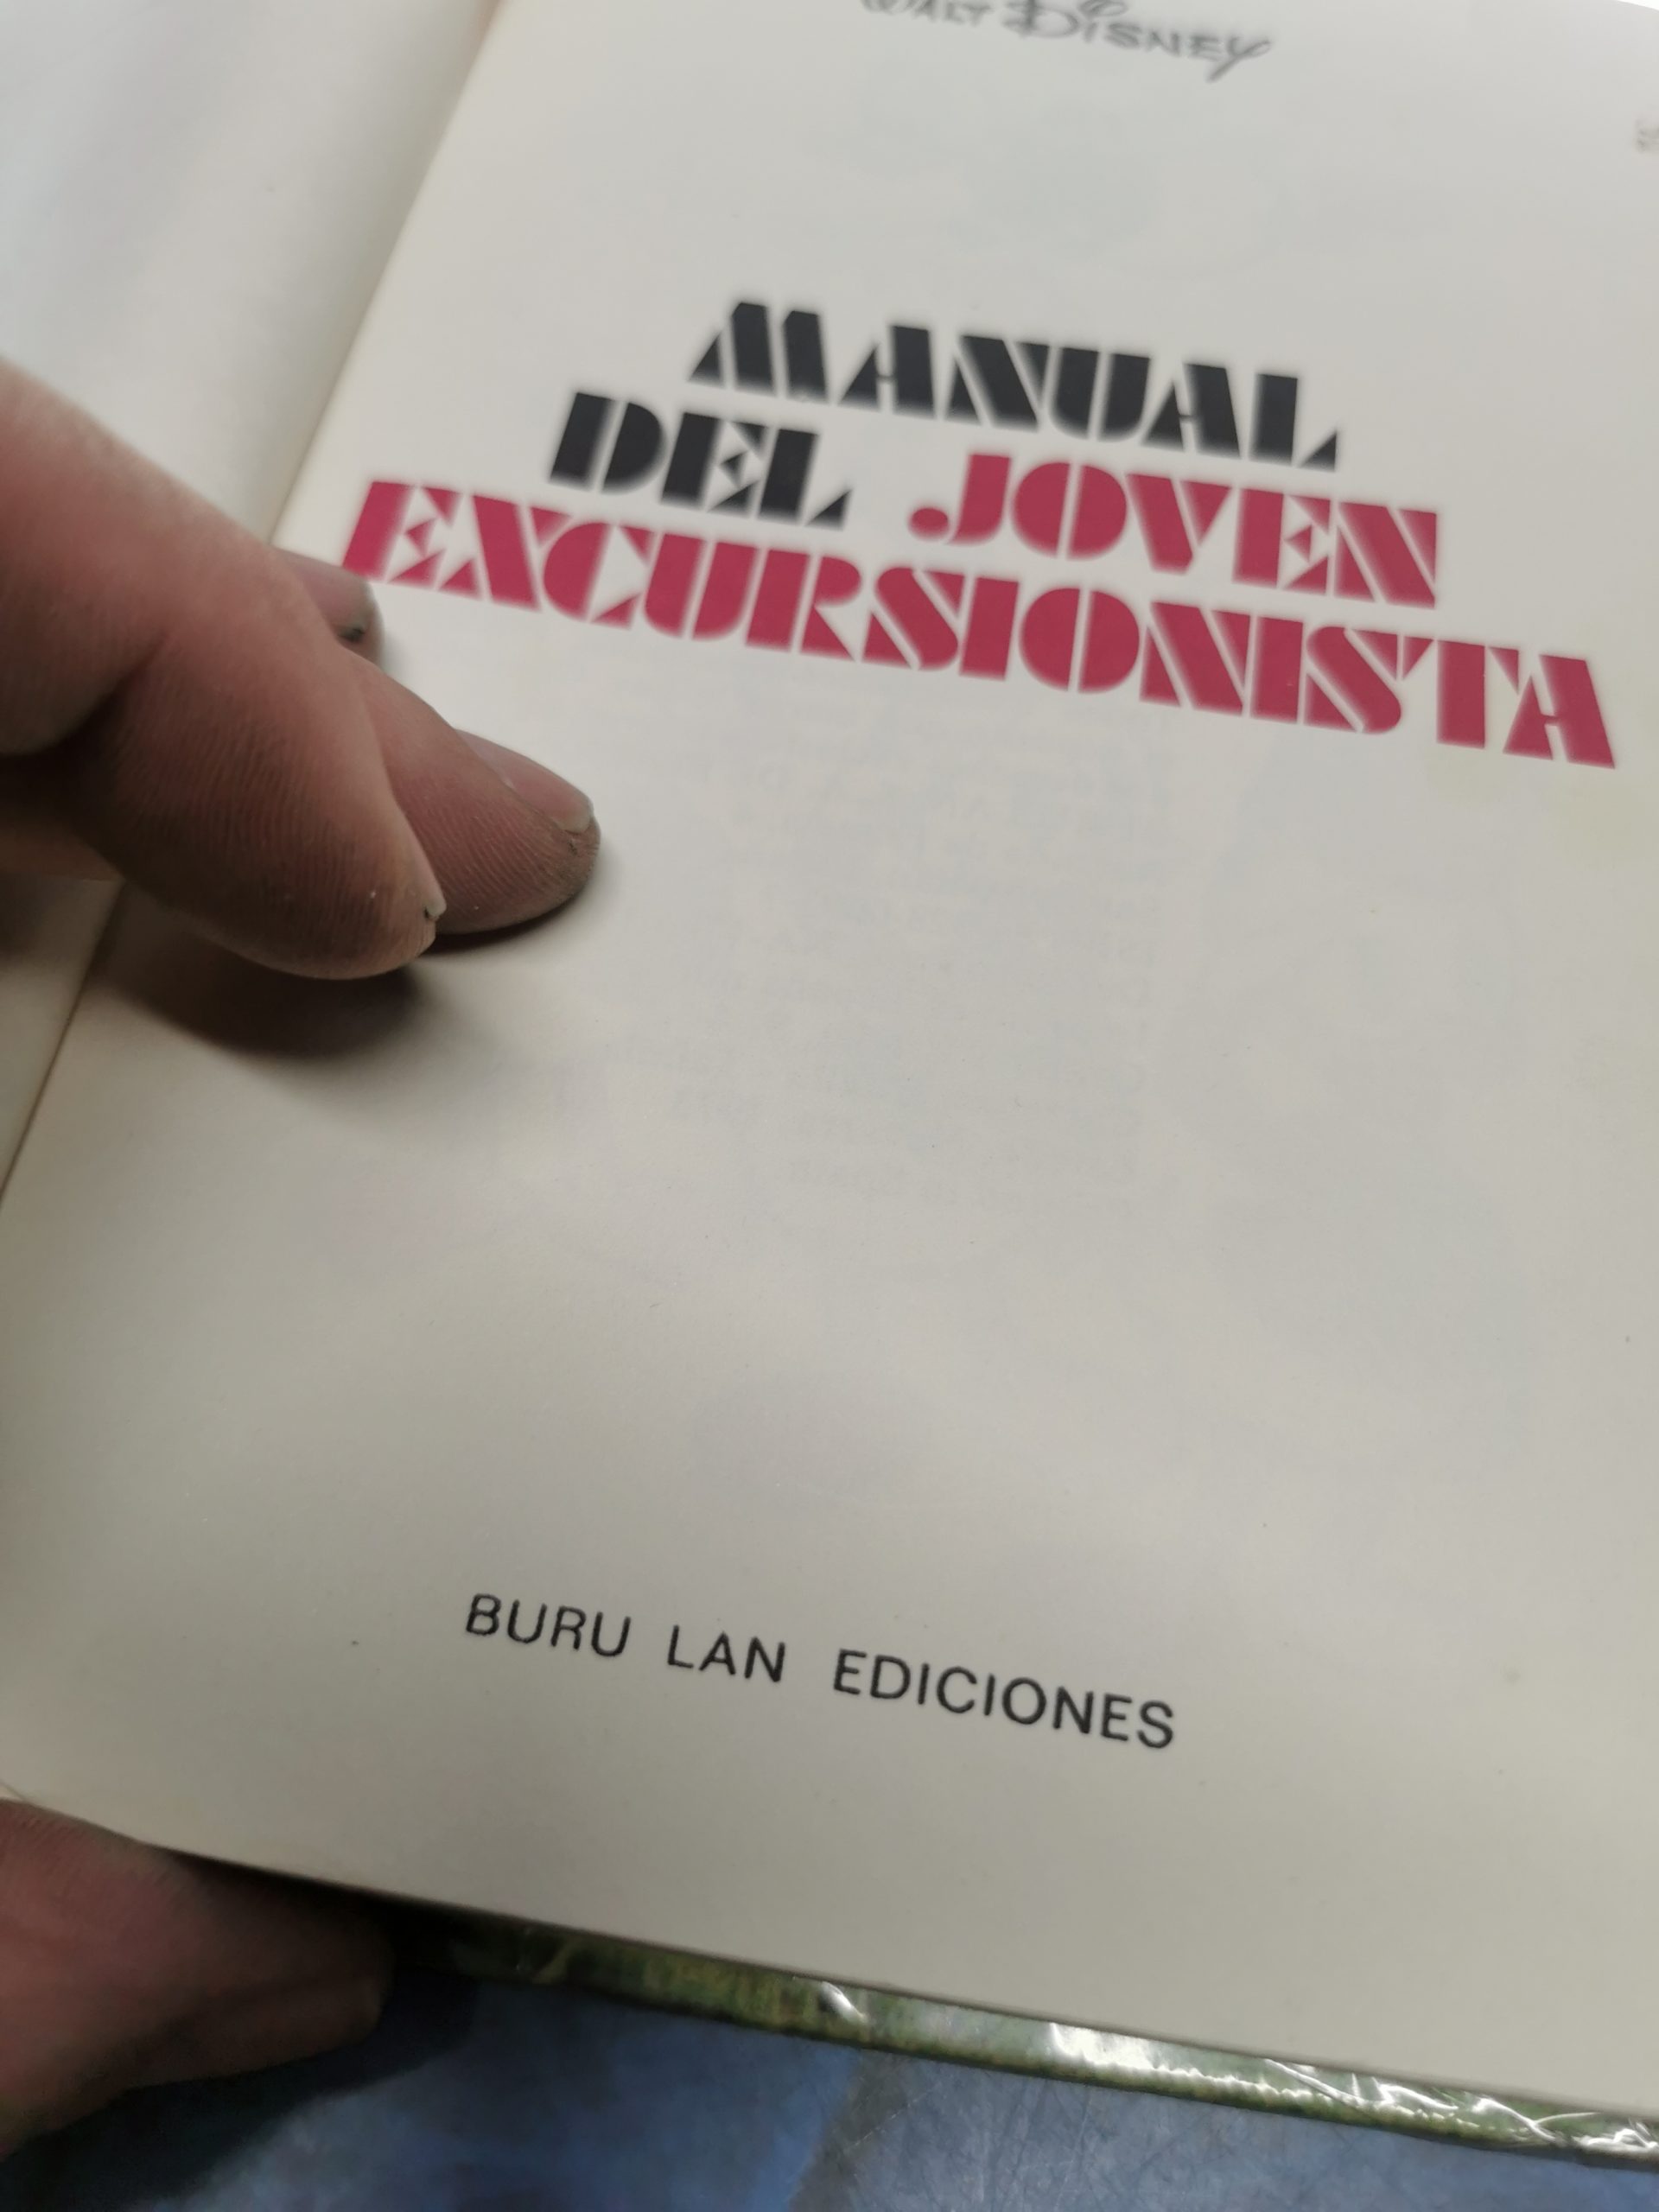 WALT DISNEY
MANUAL
DEL JOVEN
EXCURSIONISTA
BURU LAN EDICIONES